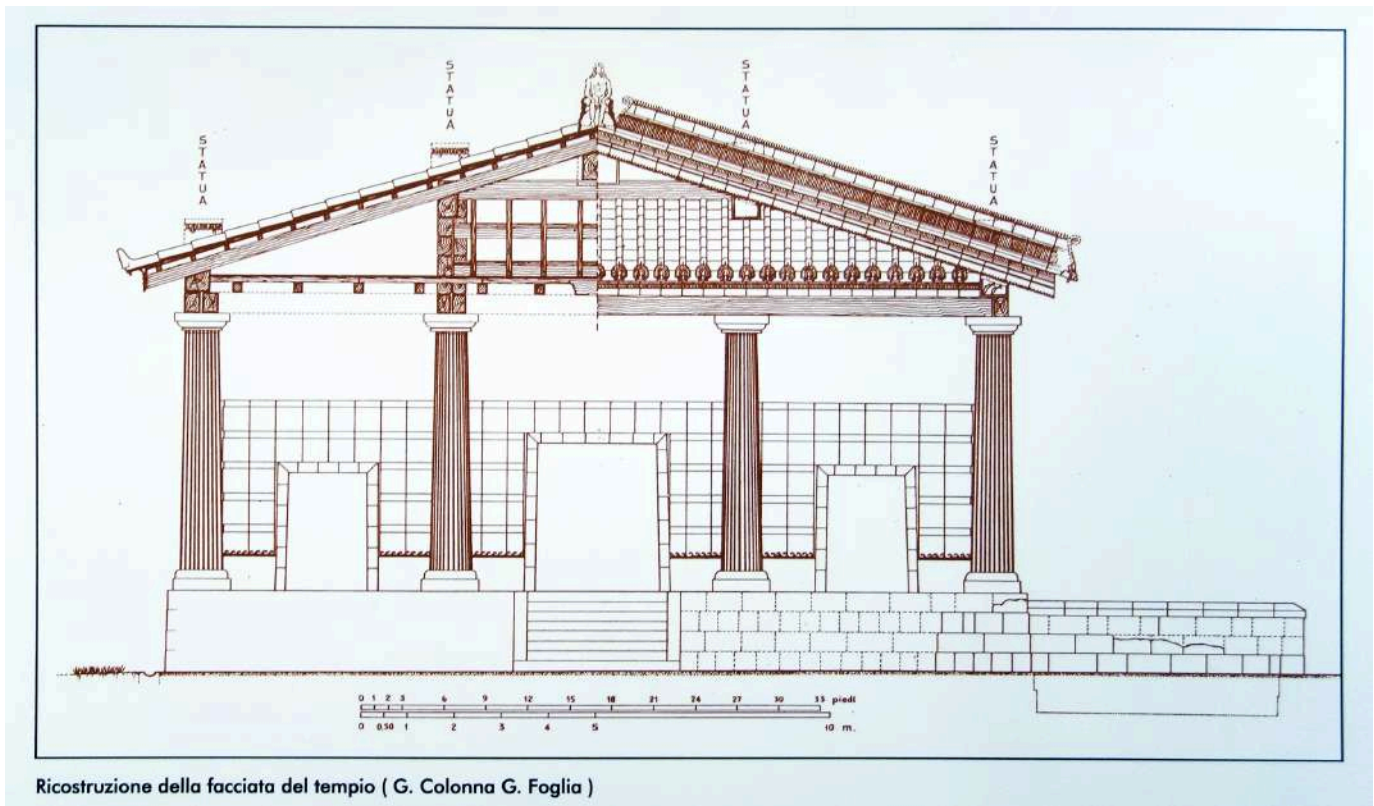 STATUA
STATUA
STATUA
STATUA
0 1 2 3 6 9 12 15 18 21 24 27 30 33 piedi
0 0,50 1 2 3 4 5 10 m.
Ricostruzione della facciata del tempio ( G. Colonna G. Foglia )